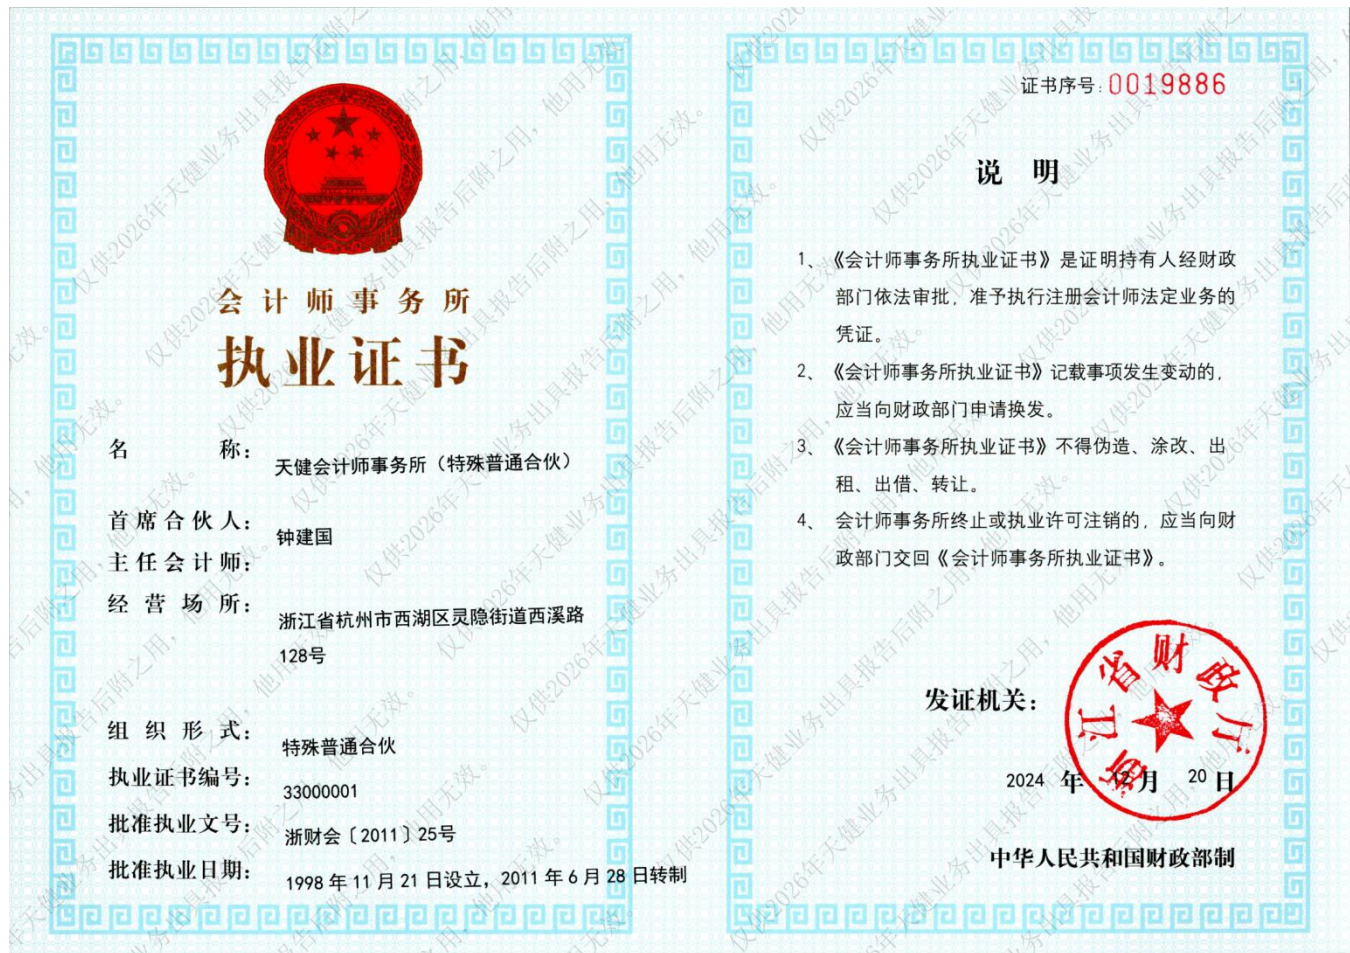 会计师事务所
执业证书
名 称：
天健会计师事务所（特殊普通合伙）
首席合伙人：
钟建国
主任会计师：
经营场所：
浙江省杭州市西湖区灵隐街道西溪路
128号
组织形式：
特殊普通合伙
执业证书编号：
33000001
批准执业文号：
浙财会〔2011〕25号
批准执业日期：
1998年11月21日设立，2011年6月28日转制
证书序号：0019886
说 明
1、《会计师事务所执业证书》是证明持有人经财政
部门依法审批，准予执行注册会计师法定业务的
凭证。
2、《会计师事务所执业证书》记载事项发生变动的，
应当向财政部门申请换发。
3、《会计师事务所执业证书》不得伪造、涂改、出
租、出借、转让。
4、 会计师事务所终止或执业许可注销的，应当向财
政部门交回《会计师事务所执业证书》。
发证机关：
浙江省财政厅
2024 年 12月 20 日
中华人民共和国财政部制
仅供2026年天健业务出具报告后附之用，他用无效。